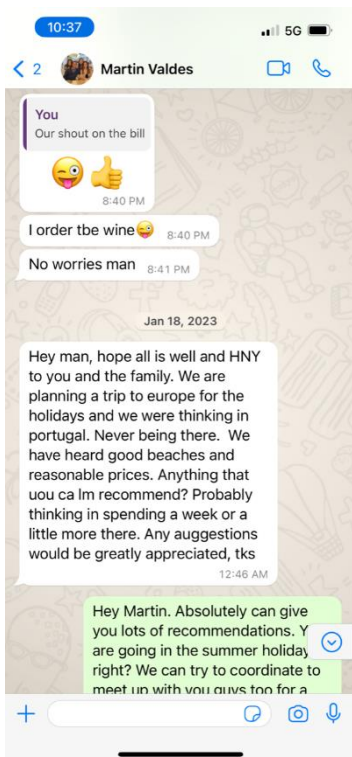 10:37
5G
2
Martin Valdes
You
Our shout on the bill
8:40 PM
I order tbe wine 8:40 PM
No worries man 8:41 PM
Jan 18, 2023
Hey man, hope all is well and HNY
to you and the family. We are
planning a trip to europe for the
holidays and we were thinking in
portugal. Never being there. We
have heard good beaches and
reasonable prices. Anything that
uou ca lm recommend? Probably
thinking in spending a week or a
little more there. Any auggestions
would be greatly appreciated, tks
12:46 AM
Hey Martin. Absolutely can give
you lots of recommendations. Y
are going in the summer holiday
right? We can try to coordinate to
meet up with you guys too for a